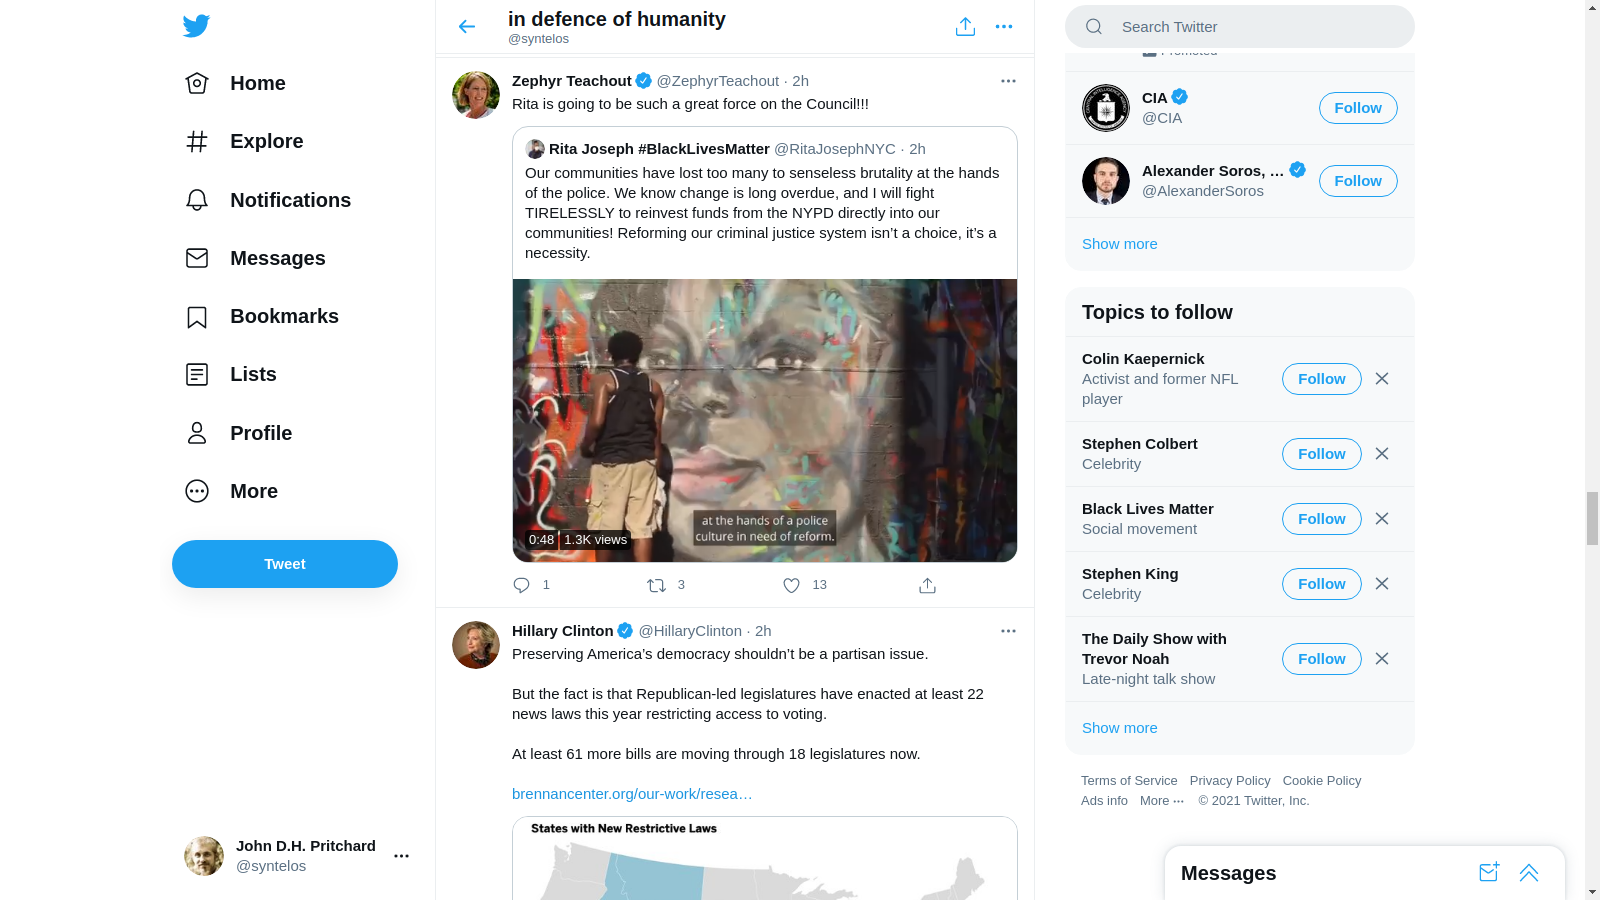 Home
Explore
Notifications
Messages
Bookmarks
Lists
Profile
More
Tweet
John D.H. Pritchard
@syntelos
in defence of humanity
@syntelos
Zephyr Teachout @ZephyrTeachout · 2h
Rita is going to be such a great force on the Council!!!
Rita Joseph #BlackLivesMatter @RitaJosephNYC · 2h
Our communities have lost too many to senseless brutality at the hands
of the police. We know change is long overdue, and I will fight
TIRELESSLY to reinvest funds from the NYPD directly into our
communities! Reforming our criminal justice system isn’t a choice, it’s a
necessity.
at the hands of a police
culture in need of reform.
0:48 1.3K views
1 3 13
Hillary Clinton @HillaryClinton · 2h
Preserving America’s democracy shouldn’t be a partisan issue.
But the fact is that Republican-led legislatures have enacted at least 22
news laws this year restricting access to voting.
At least 61 more bills are moving through 18 legislatures now.
brennancenter.org/our-work/resea…
States with New Restrictive Laws
Search Twitter
Promoted
CIA
@CIA
Follow
Alexander Soros, ...
@AlexanderSoros
Follow
Show more
Topics to follow
Colin Kaepernick
Activist and former NFL
player
Follow
Stephen Colbert
Celebrity
Follow
Black Lives Matter
Social movement
Follow
Stephen King
Celebrity
Follow
The Daily Show with
Trevor Noah
Late-night talk show
Follow
Show more
Terms of Service Privacy Policy Cookie Policy
Ads info More ··· © 2021 Twitter, Inc.
Messages